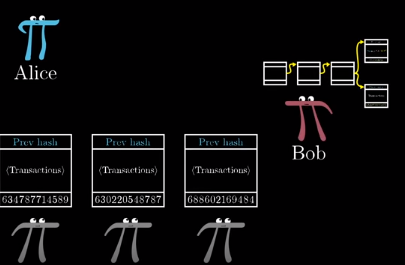 Alice
Bob
Prev hash
(Transactions)
634787714589
Prev hash
(Transactions)
630220548787
Prev hash
(Transactions)
688602169484